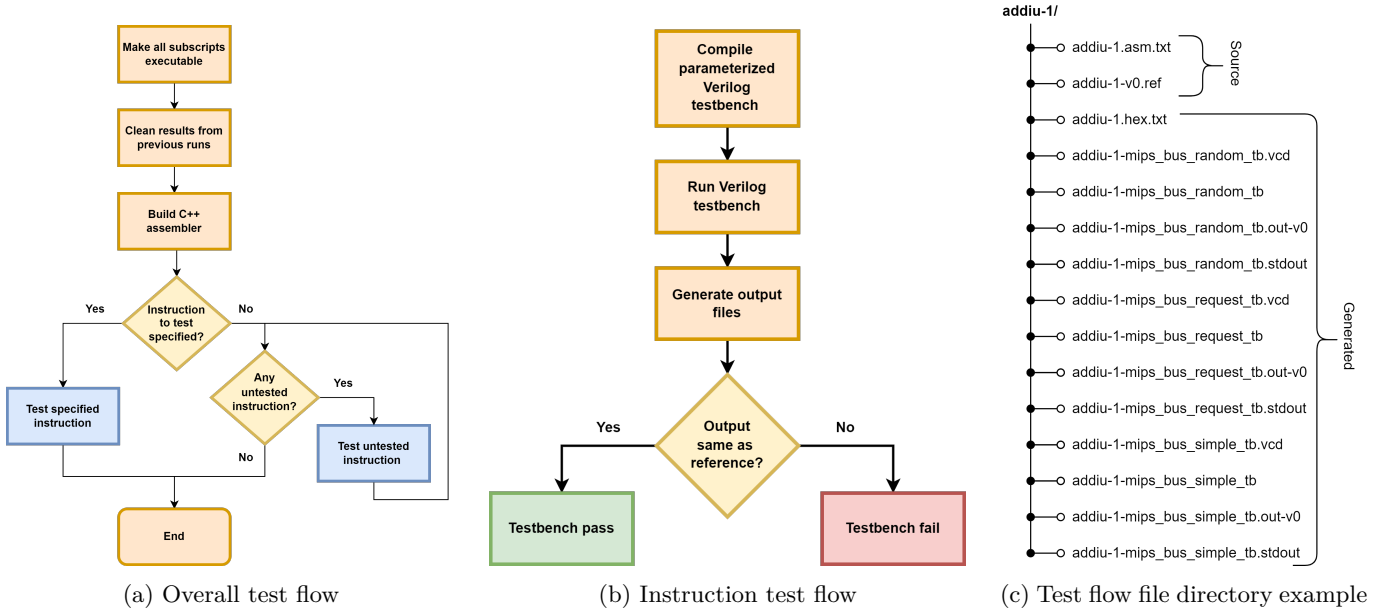 Make all subscripts
executable
Clean results from
previous runs
Build C++
assembler
Instruction
to test
specified?
Yes
No
Any
untested
instruction?
Yes
No
Test specified
instruction
Test untested
instruction
End
(a) Overall test flow
Compile
parameterized
Verilog
testbench
Run Verilog
testbench
Generate output
files
Output
same as
reference?
Yes
No
Testbench pass
Testbench fail
(b) Instruction test flow
addiu-1/
addiu-1.asm.txt
addiu-1-v0.ref
Source
addiu-1.hex.txt
addiu-1-mips_bus_random_tb.vcd
addiu-1-mips_bus_random_tb
addiu-1-mips_bus_random_tb.out-v0
addiu-1-mips_bus_random_tb.stdout
addiu-1-mips_bus_request_tb.vcd
addiu-1-mips_bus_request_tb
addiu-1-mips_bus_request_tb.out-v0
addiu-1-mips_bus_request_tb.stdout
addiu-1-mips_bus_simple_tb.vcd
addiu-1-mips_bus_simple_tb
addiu-1-mips_bus_simple_tb.out-v0
addiu-1-mips_bus_simple_tb.stdout
Generated
(c) Test flow file directory example